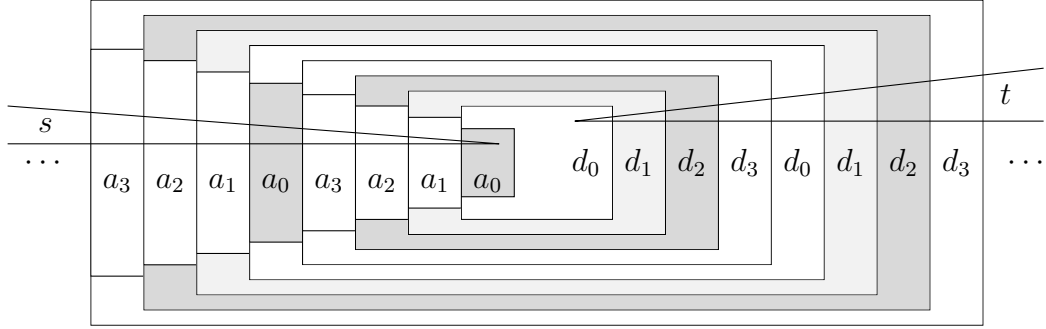 t
s
… …
a₃ a₂ a₁ a₀ a₃ a₂ a₁ a₀ d₀ d₁ d₂ d₃ d₀ d₁ d₂ d₃